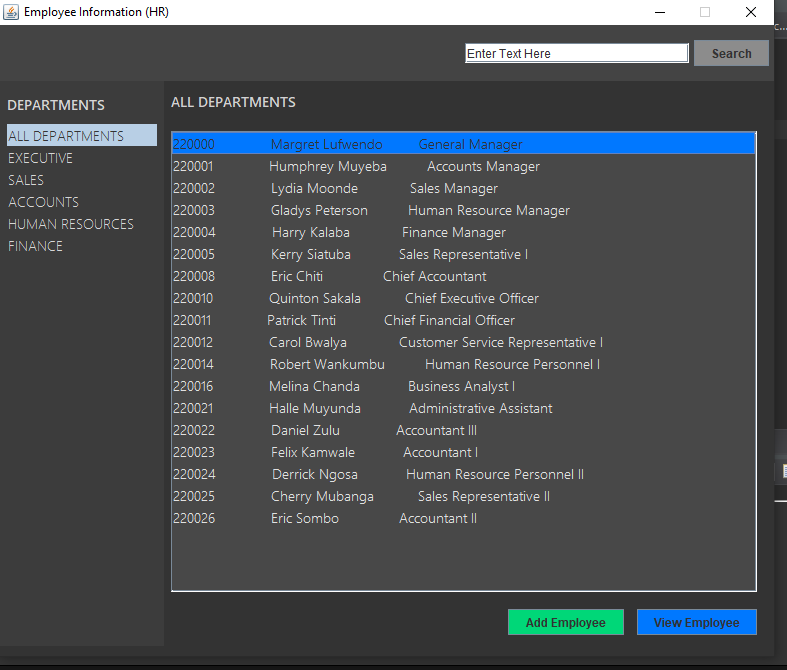 Employee Information (HR)
Enter Text Here
Search
DEPARTMENTS
ALL DEPARTMENTS
EXECUTIVE
SALES
ACCOUNTS
HUMAN RESOURCES
FINANCE
ALL DEPARTMENTS
220000 Margret Lufwendo General Manager
220001 Humphrey Muyeba Accounts Manager
220002 Lydia Moonde Sales Manager
220003 Gladys Peterson Human Resource Manager
220004 Harry Kalaba Finance Manager
220005 Kerry Siatuba Sales Representative I
220008 Eric Chiti Chief Accountant
220010 Quinton Sakala Chief Executive Officer
220011 Patrick Tinti Chief Financial Officer
220012 Carol Bwalya Customer Service Representative I
220014 Robert Wankumbu Human Resource Personnel I
220016 Melina Chanda Business Analyst I
220021 Halle Muyunda Administrative Assistant
220022 Daniel Zulu Accountant III
220023 Felix Kamwale Accountant I
220024 Derrick Ngosa Human Resource Personnel II
220025 Cherry Mubanga Sales Representative II
220026 Eric Sombo Accountant II
Add Employee
View Employee